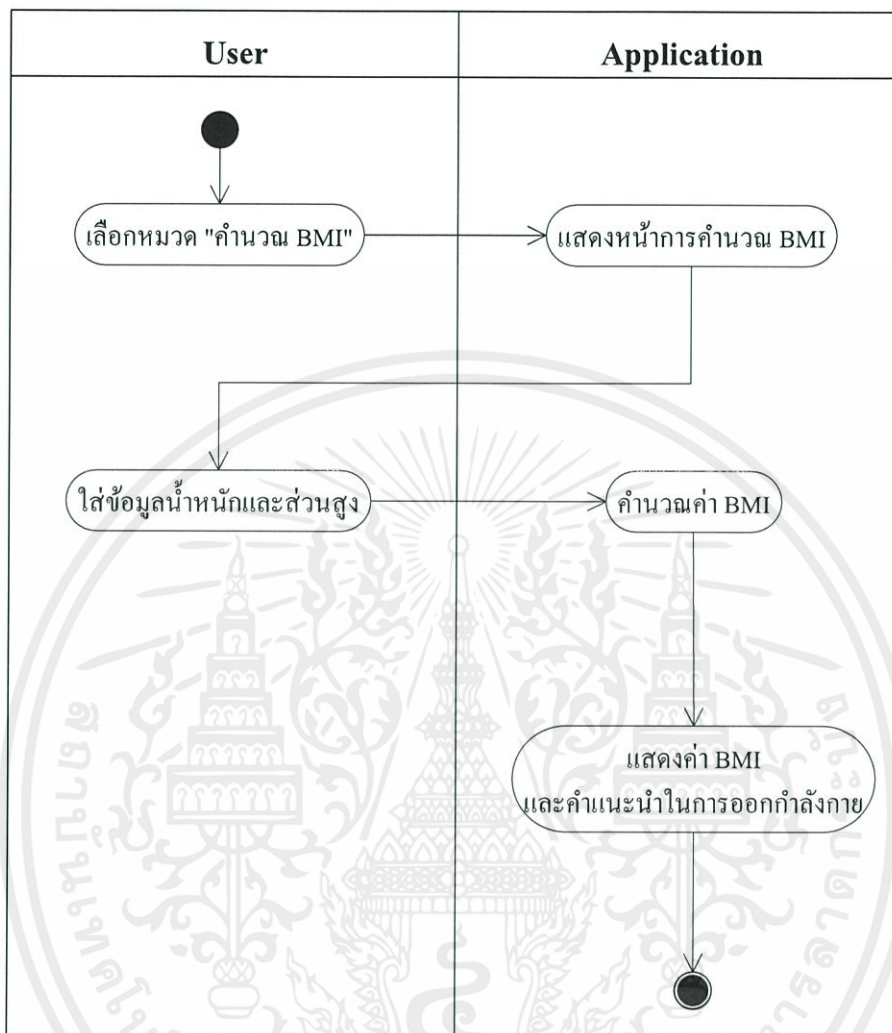 User
Application
เลือกหมวด "คำนวณ BMI"
แสดงหน้าการคำนวณ BMI
ใส่ข้อมูลน้ำหนักและส่วนสูง
คำนวณค่า BMI
แสดงค่า BMI
และคำแนะนำในการออกกำลังกาย